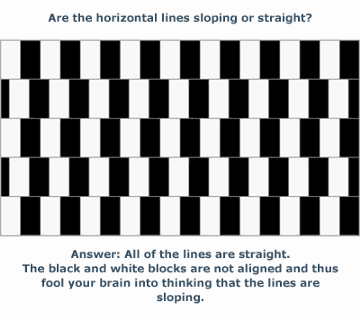 Are the horizontal lines sloping or straight?
Answer: All of the lines are straight.
The black and white blocks are not aligned and thus
fool your brain into thinking that the lines are
sloping.